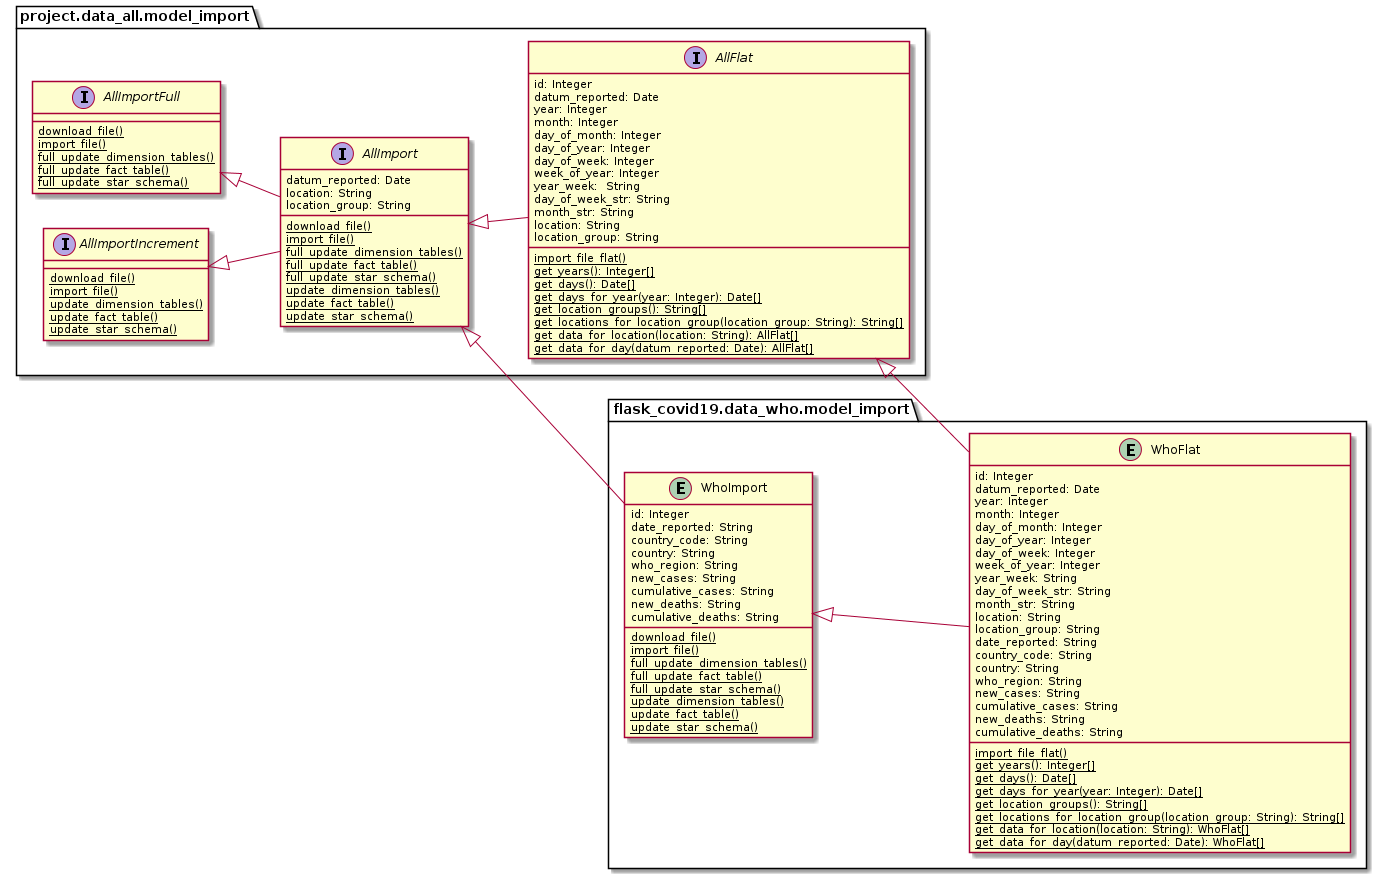 project.data_all.model_import
I AllImportFull
download_file()
import_file()
full_update_dimension_tables()
full_update_fact_table()
full_update_star_schema()
I AllImportIncrement
download_file()
import_file()
update_dimension_tables()
update_fact_table()
update_star_schema()
I AllImport
datum_reported: Date
location: String
location_group: String
download_file()
import_file()
full_update_dimension_tables()
full_update_fact_table()
full_update_star_schema()
update_dimension_tables()
update_fact_table()
update_star_schema()
I AllFlat
id: Integer
datum_reported: Date
year: Integer
month: Integer
day_of_month: Integer
day_of_year: Integer
day_of_week: Integer
week_of_year: Integer
year_week:  String
day_of_week_str: String
month_str: String
location: String
location_group: String
import_file_flat()
get_years(): Integer[]
get_days(): Date[]
get_days_for_year(year: Integer): Date[]
get_location_groups(): String[]
get_locations_for_location_group(location_group: String): String[]
get_data_for_location(location: String): AllFlat[]
get_data_for_day(datum_reported: Date): AllFlat[]
flask_covid19.data_who.model_import
E WhoImport
id: Integer
date_reported: String
country_code: String
country: String
who_region: String
new_cases: String
cumulative_cases: String
new_deaths: String
cumulative_deaths: String
download_file()
import_file()
full_update_dimension_tables()
full_update_fact_table()
full_update_star_schema()
update_dimension_tables()
update_fact_table()
update_star_schema()
E WhoFlat
id: Integer
datum_reported: Date
year: Integer
month: Integer
day_of_month: Integer
day_of_year: Integer
day_of_week: Integer
week_of_year: Integer
year_week: String
day_of_week_str: String
month_str: String
location: String
location_group: String
date_reported: String
country_code: String
country: String
who_region: String
new_cases: String
cumulative_cases: String
new_deaths: String
cumulative_deaths: String
import_file_flat()
get_years(): Integer[]
get_days(): Date[]
get_days_for_year(year: Integer): Date[]
get_location_groups(): String[]
get_locations_for_location_group(location_group: String): String[]
get_data_for_location(location: String): WhoFlat[]
get_data_for_day(datum_reported: Date): WhoFlat[]